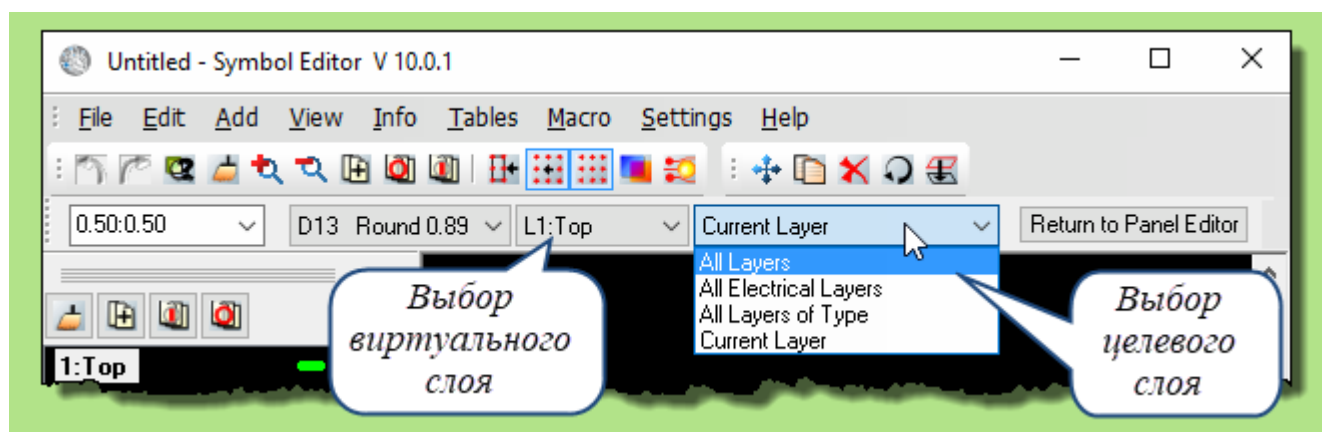 Untitled - Symbol Editor V 10.0.1
File Edit Add View Info Tables Macro Settings Help
0.50:0.50 D13 Round 0.89 L1:Top Current Layer Return to Panel Editor
All Layers
All Electrical Layers
All Layers of Type
Current Layer
Выбор
виртуального
слоя
Выбор
целевого
слоя
1:Top